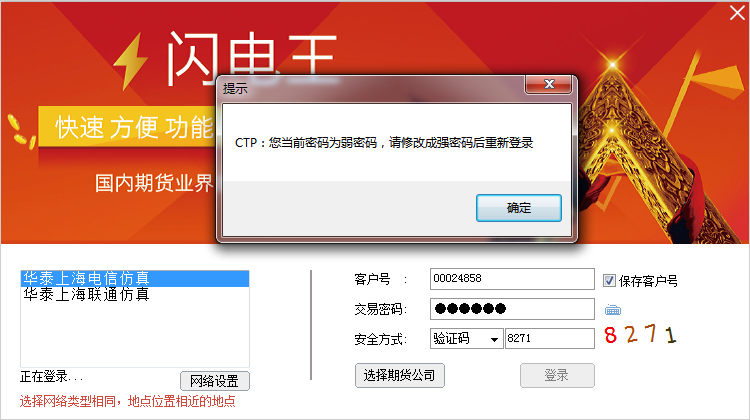 闪电王
提示
快速 方便 功能
CTP：您当前密码为弱密码，请修改成强密码后重新登录
国内期货业界
确定
华泰上海电信仿真
华泰上海联通仿真
正在登录...
网络设置
选择网络类型相同，地点位置相近的地点
客户号 ： 00024858 保存客户号
交易密码： ●●●●●●
安全方式： 验证码 8271 8271
选择期货公司 登录